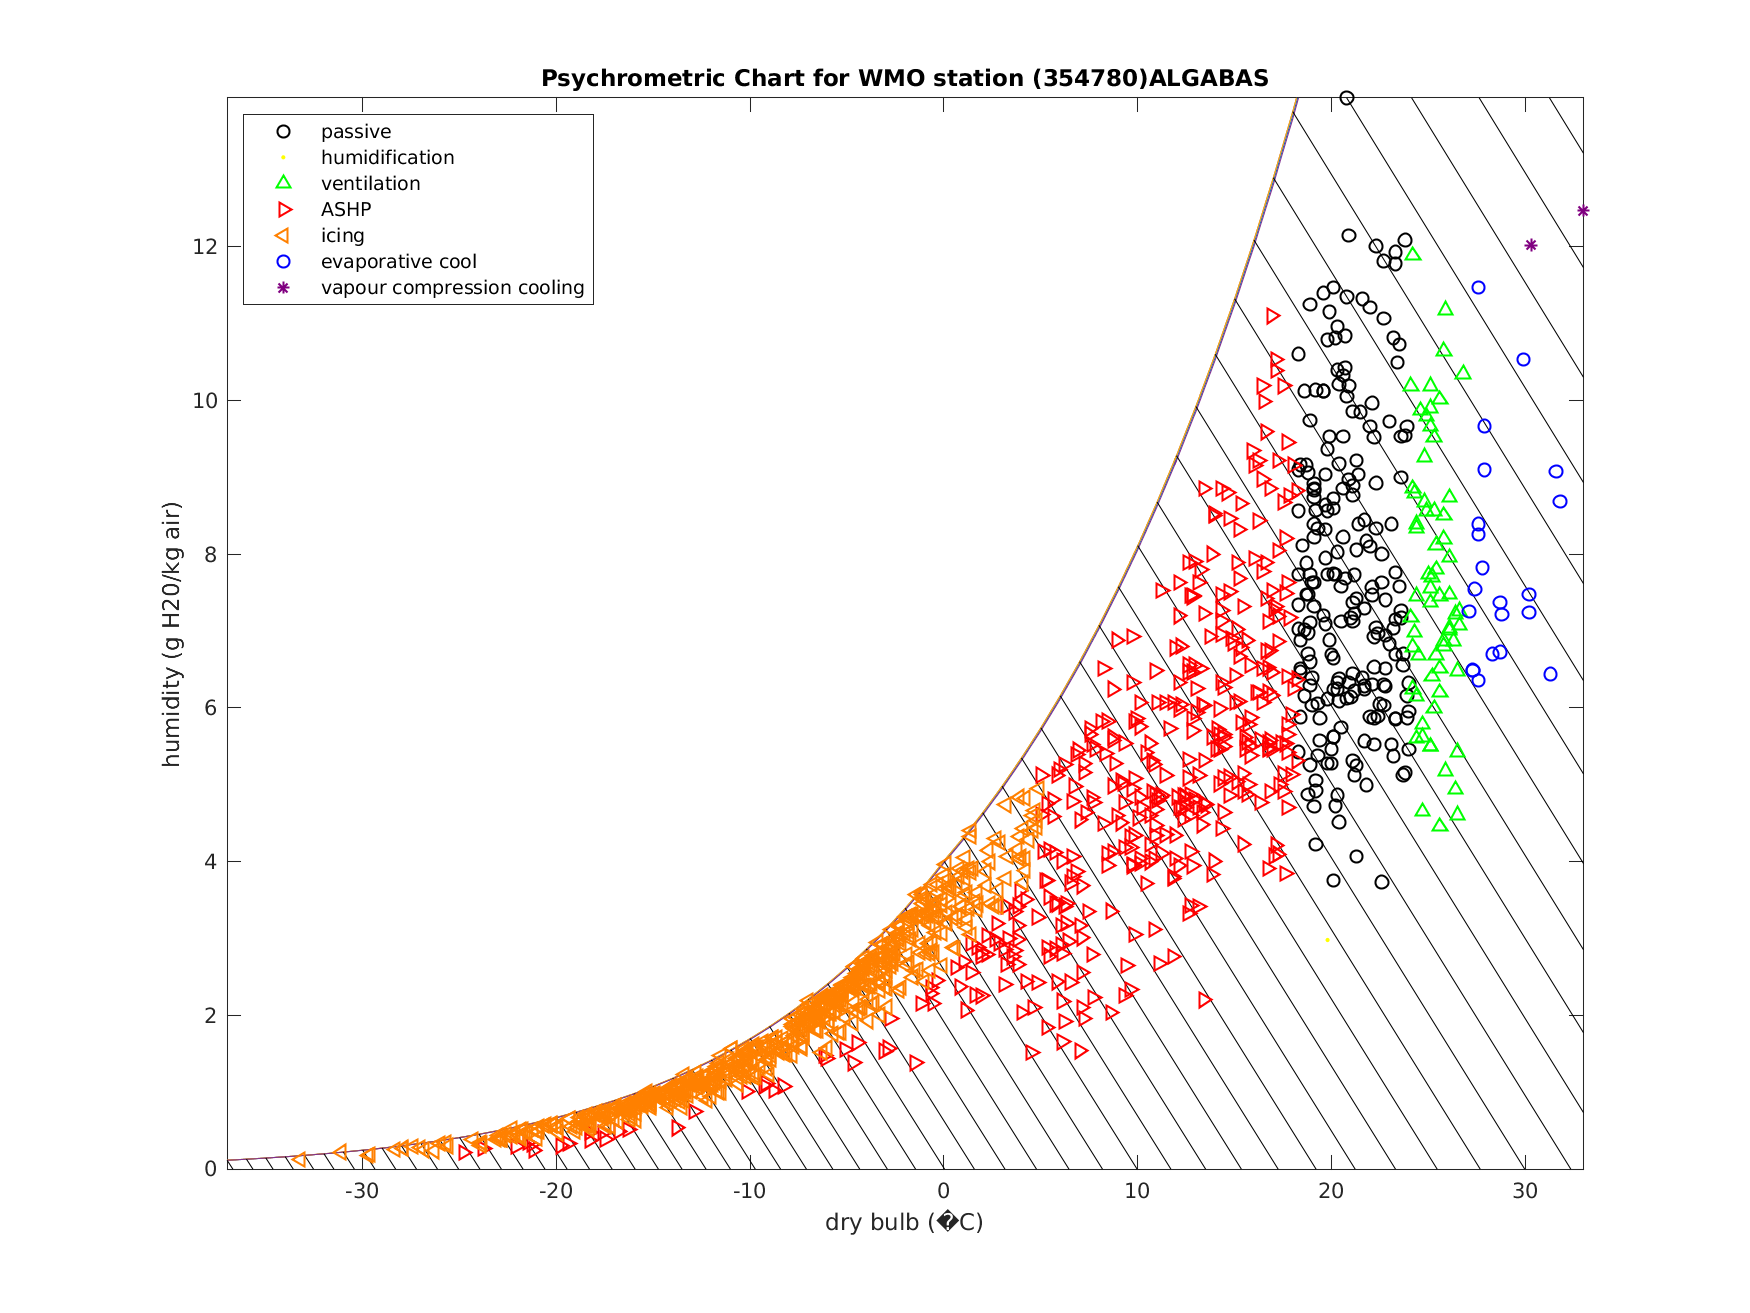 Psychrometric Chart for WMO station (354780)ALGABAS
passive
humidification
ventilation
ASHP
icing
evaporative cool
vapour compression cooling
humidity (g H20/kg air)
12
10
8
6
4
2
0
-30 -20 -10 0 10 20 30
dry bulb (�C)